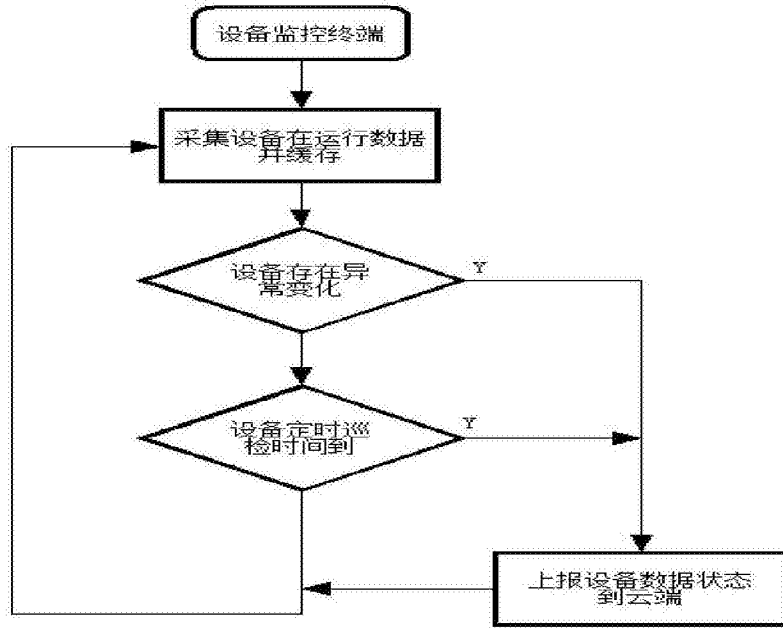 设备监控终端
采集设备在运行数据
并缓存
设备存在异
常变化
Y
设备定时巡
检时间到
Y
上报设备数据状态
到云端